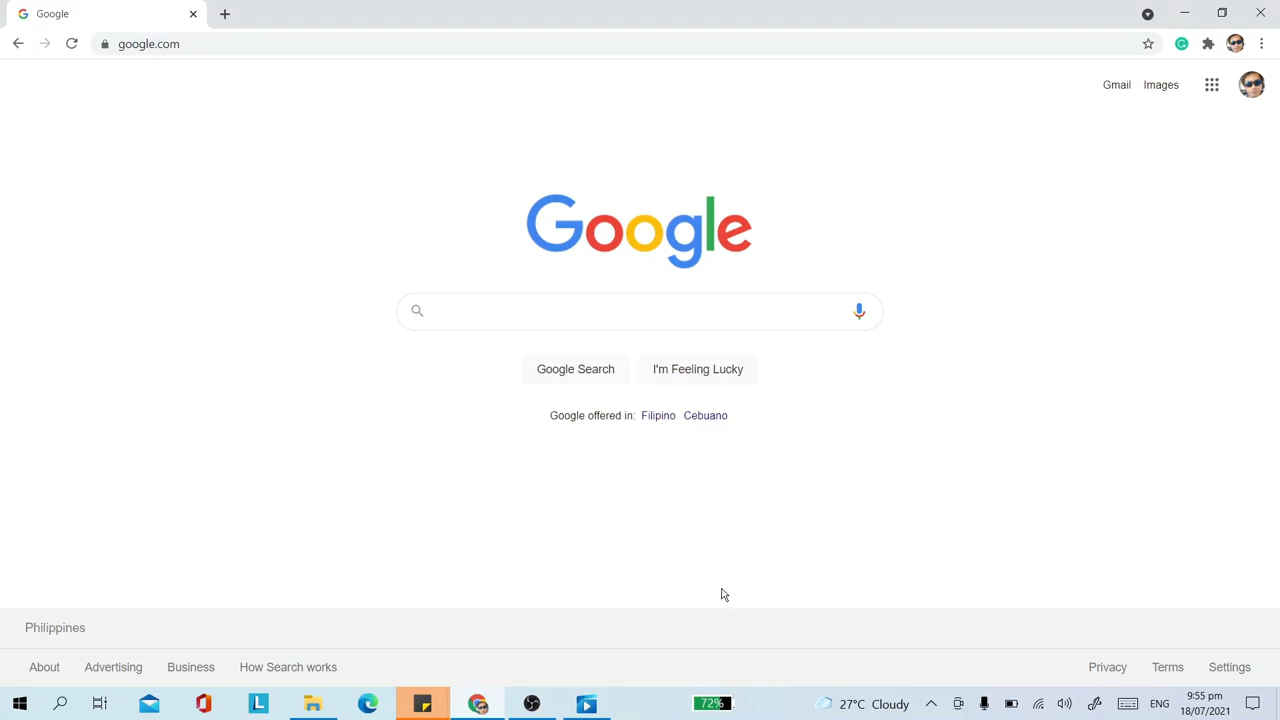 Google
google.com
Gmail Images
Google
Google Search I'm Feeling Lucky
Google offered in: Filipino Cebuano
Philippines
About Advertising Business How Search works Privacy Terms Settings
L 72% 27°C Cloudy ENG 9:55 pm
18/07/2021